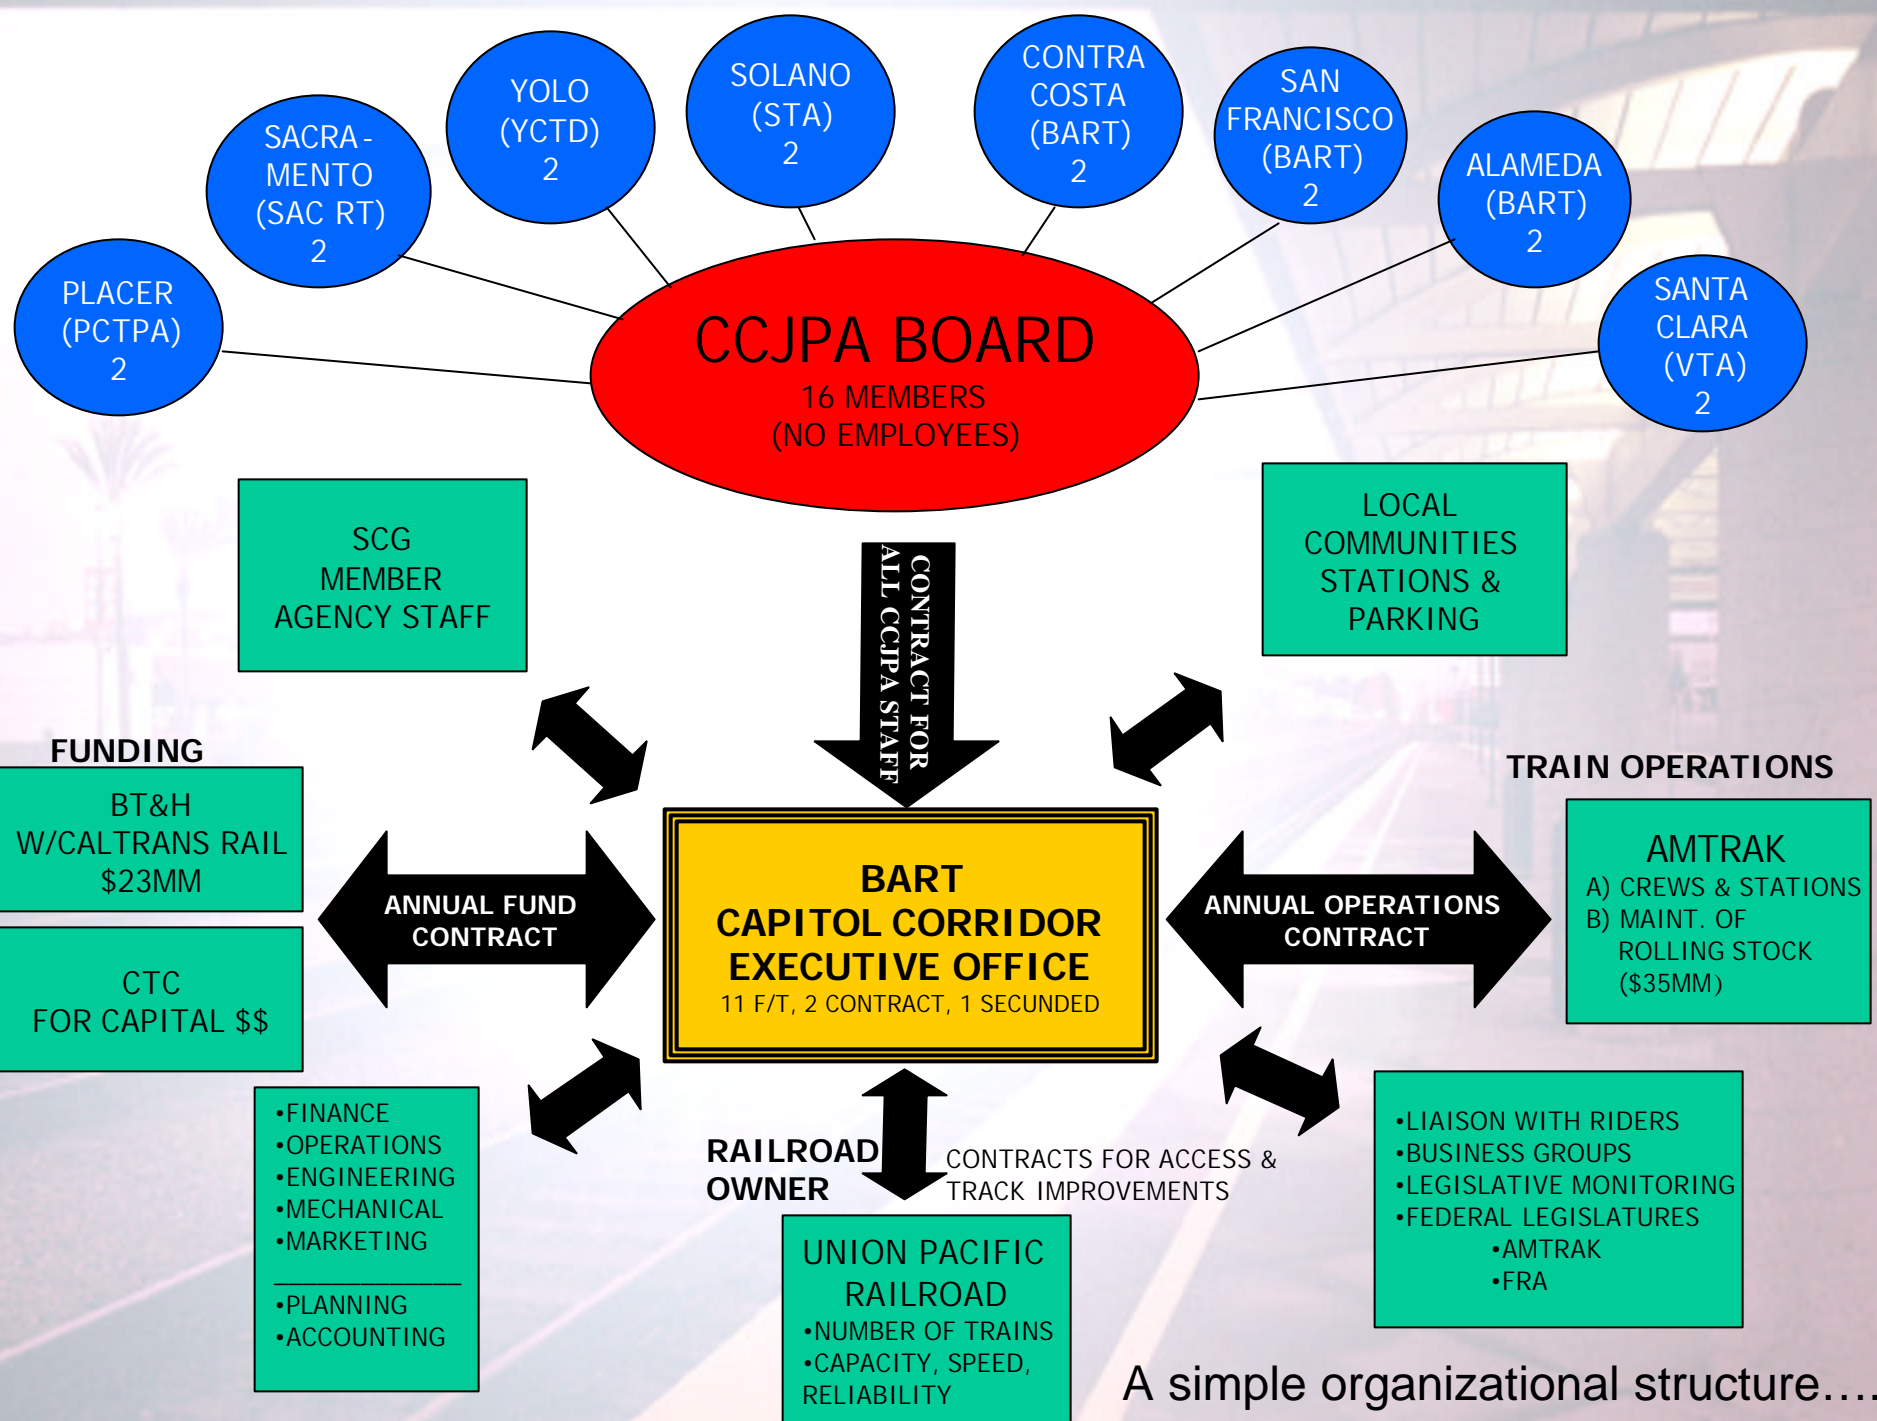 PLACER
(PCTPA)
2
SACRA-
MENTO
(SAC RT)
2
YOLO
(YCTD)
2
SOLANO
(STA)
2
CONTRA
COSTA
(BART)
2
SAN
FRANCISCO
(BART)
2
ALAMEDA
(BART)
2
SANTA
CLARA
(VTA)
2
CCJPA BOARD
16 MEMBERS
(NO EMPLOYEES)
SCG
MEMBER
AGENCY STAFF
CONTRACT FOR
ALL CCJPA STAFF
LOCAL
COMMUNITIES
STATIONS &
PARKING
FUNDING
BT&H
W/CALTRANS RAIL
$23MM
CTC
FOR CAPITAL $$
ANNUAL FUND
CONTRACT
BART
CAPITOL CORRIDOR
EXECUTIVE OFFICE
11 F/T, 2 CONTRACT, 1 SECUNDED
ANNUAL OPERATIONS
CONTRACT
TRAIN OPERATIONS
AMTRAK
A) CREWS & STATIONS
B) MAINT. OF
ROLLING STOCK
($35MM)
•FINANCE
•OPERATIONS
•ENGINEERING
•MECHANICAL
•MARKETING
•PLANNING
•ACCOUNTING
RAILROAD
OWNER
CONTRACTS FOR ACCESS &
TRACK IMPROVEMENTS
UNION PACIFIC
RAILROAD
•NUMBER OF TRAINS
•CAPACITY, SPEED,
RELIABILITY
•LIAISON WITH RIDERS
•BUSINESS GROUPS
•LEGISLATIVE MONITORING
•FEDERAL LEGISLATURES
•AMTRAK
•FRA
A simple organizational structure….